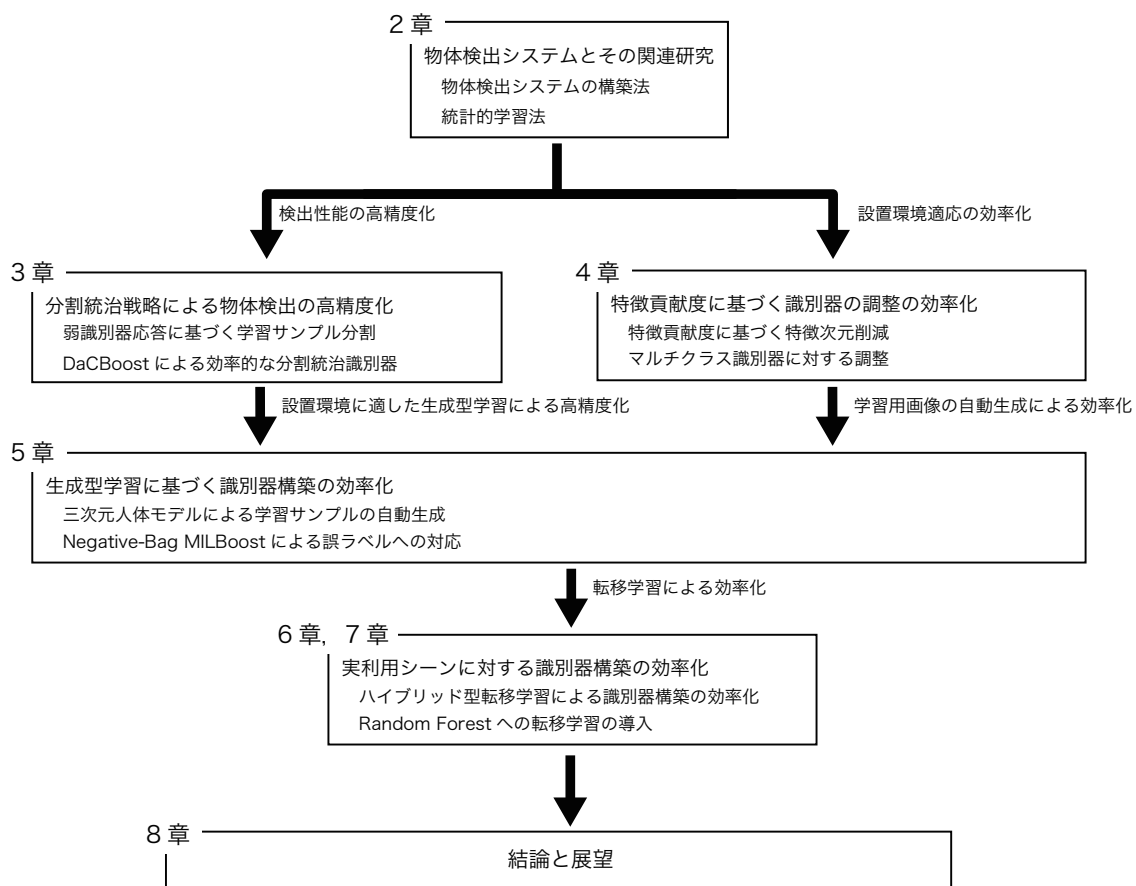 2 章
物体検出システムとその関連研究
物体検出システムの構築法
統計的学習法
検出性能の高精度化
設置環境適応の効率化
3 章
分割統治戦略による物体検出の高精度化
弱識別器応答に基づく学習サンプル分割
DaCBoost による効率的な分割統治識別器
4 章
特徴貢献度に基づく識別器の調整の効率化
特徴貢献度に基づく特徴次元削減
マルチクラス識別器に対する調整
設置環境に適した生成型学習による高精度化
学習用画像の自動生成による効率化
5 章
生成型学習に基づく識別器構築の効率化
三次元人体モデルによる学習サンプルの自動生成
Negative-Bag MILBoost による誤ラベルへの対応
転移学習による効率化
6 章，7 章
実利用シーンに対する識別器構築の効率化
ハイブリッド型転移学習による識別器構築の効率化
Random Forest への転移学習の導入
8 章
結論と展望